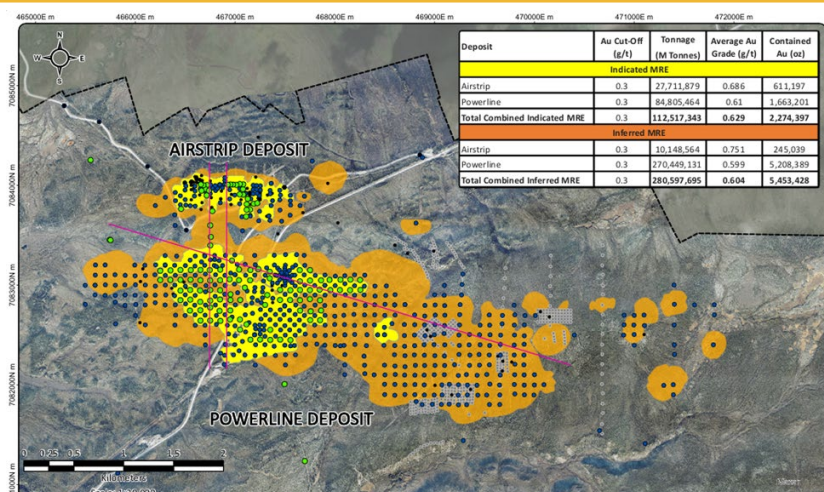 465000E m 466000E m 467000E m 468000E m 469000E m 470000E m 471000E m 472000E m
N
W E
S
Deposit Au Cut-Off (g/t) Tonnage (M Tonnes) Average Au Grade (g/t) Contained Au (oz)
Indicated MRE
Airstrip 0.3 27,711,879 0.686 611,197
Powerline 0.3 84,805,464 0.61 1,663,201
Total Combined Indicated MRE 0.3 112,517,343 0.629 2,274,397
Inferred MRE
Airstrip 0.3 10,148,564 0.751 245,039
Powerline 0.3 270,449,131 0.599 5,208,389
Total Combined Inferred MRE 0.3 280,597,695 0.604 5,453,428
7085000N m
AIRSTRIP DEPOSIT
7084000N m
7083000N m
7082000N m
POWERLINE DEPOSIT
0 0.25 0.5 1 1.5 2
Kilometers